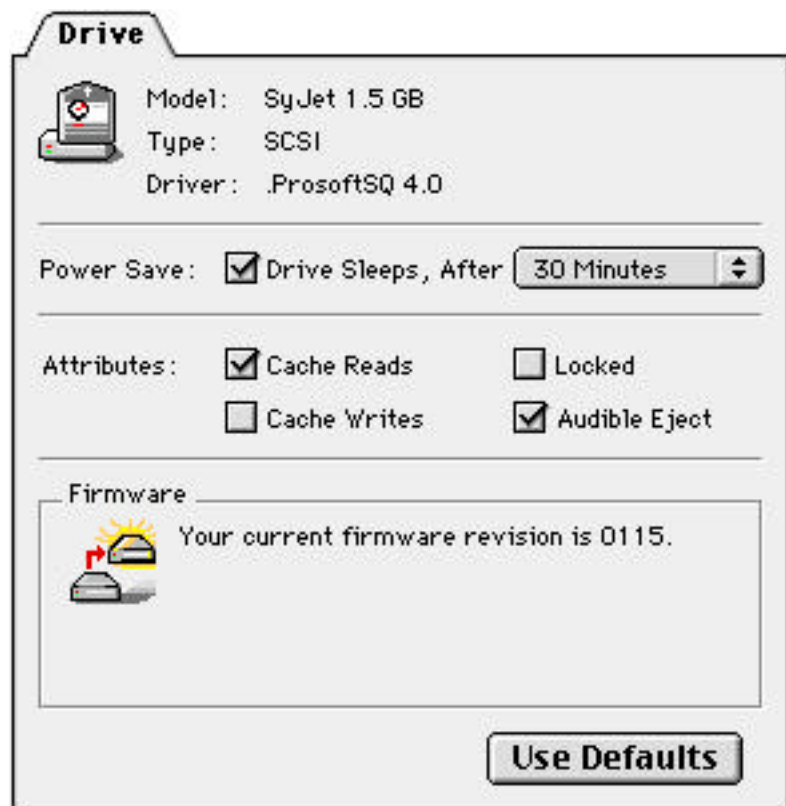 Drive
Model: SyJet 1.5 GB
Type: SCSI
Driver: .ProsoftSQ 4.0
Power Save: Drive Sleeps, After 30 Minutes
Attributes: Cache Reads Locked
Cache Writes Audible Eject
Firmware
Your current firmware revision is 0115.
Use Defaults